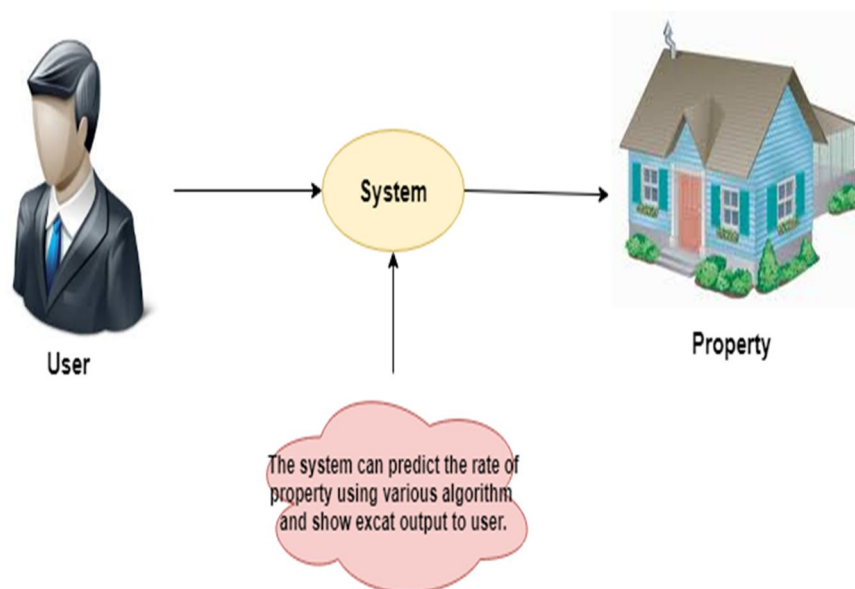 System
User
Property
The system can predict the rate of
property using various algorithm
and show excat output to user.